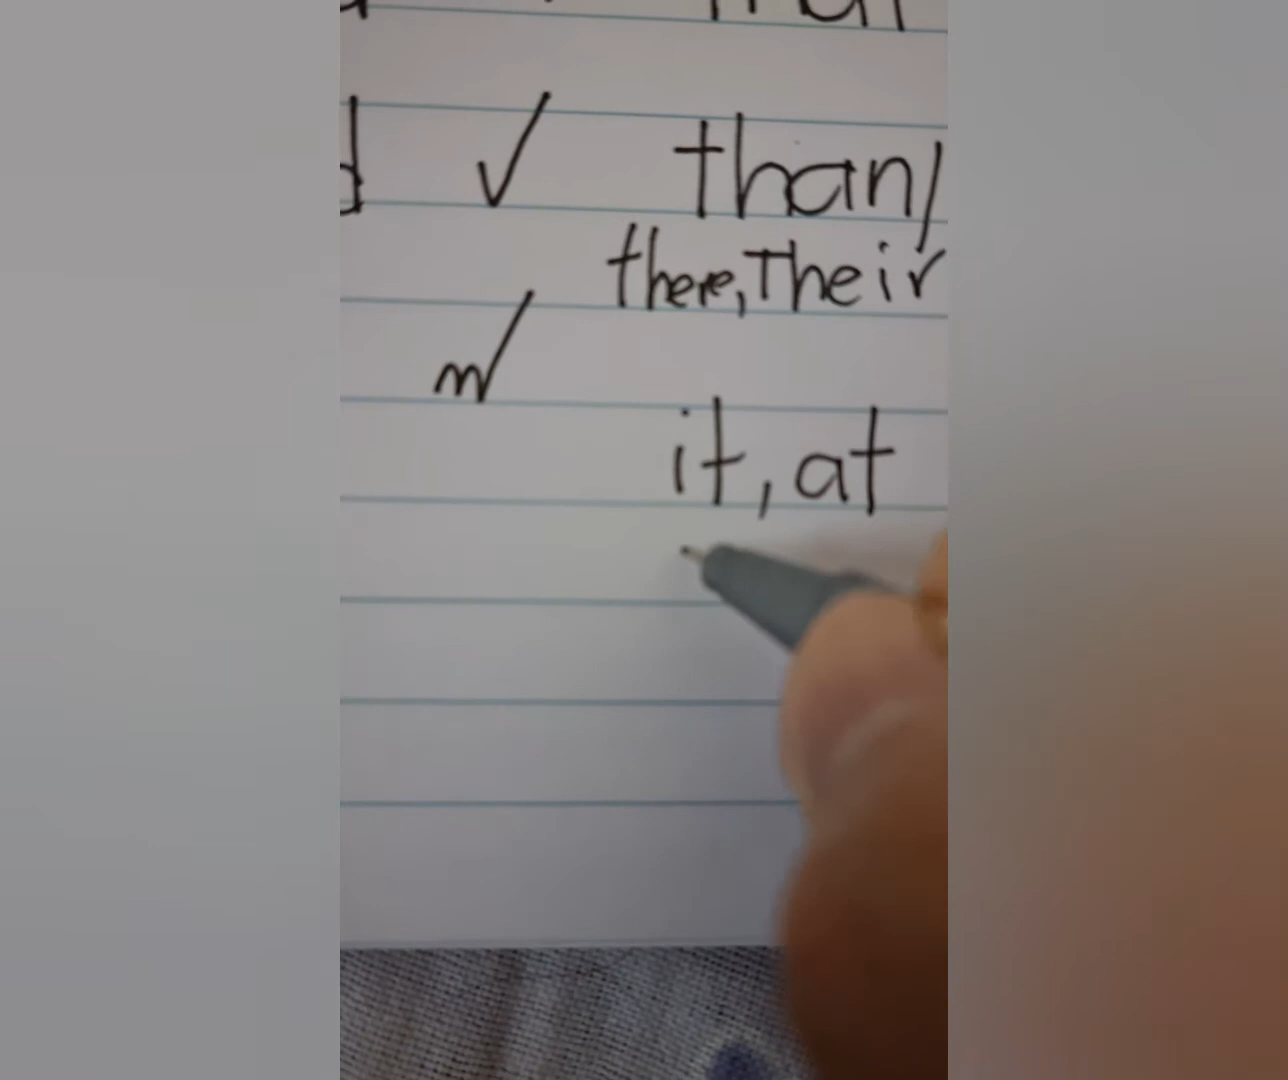 d ✓ than/
there, Their
it, at